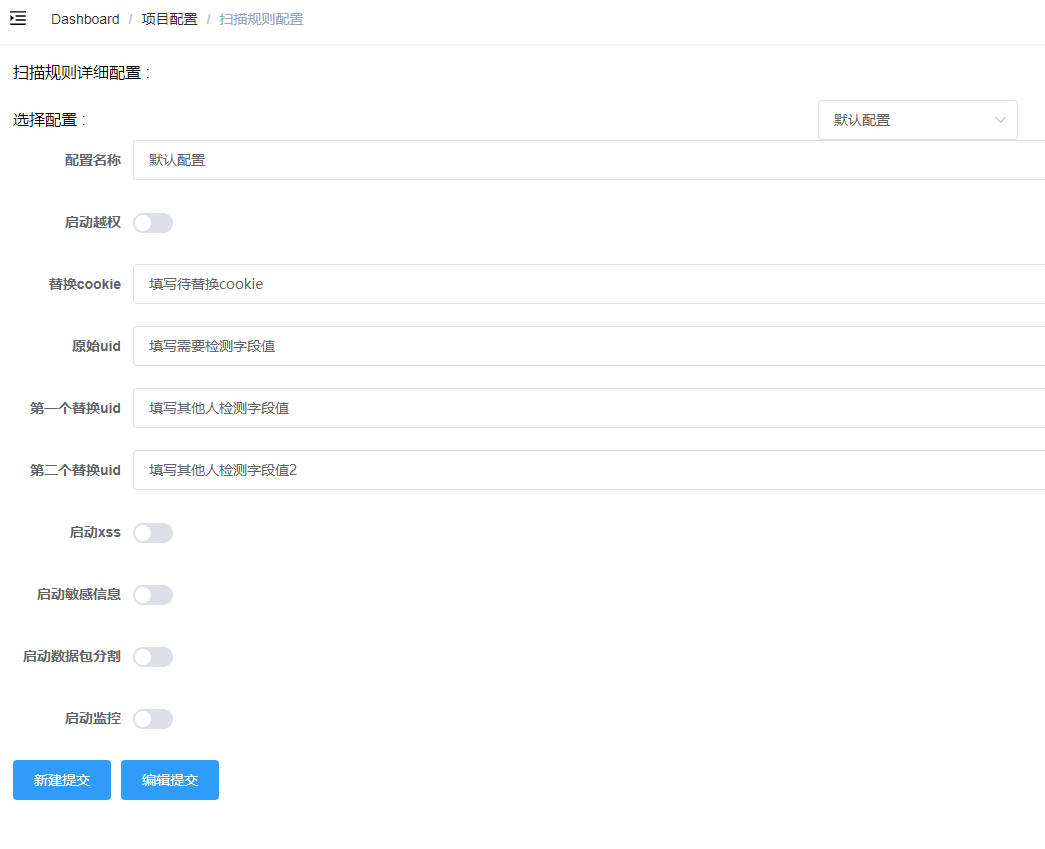 Dashboard / 项目配置 / 扫描规则配置
扫描规则详细配置 :
选择配置 :
默认配置
配置名称 默认配置
启动越权
替换cookie 填写待替换cookie
原始uid 填写需要检测字段值
第一个替换uid 填写其他人检测字段值
第二个替换uid 填写其他人检测字段值2
启动xss
启动敏感信息
启动数据包分割
启动监控
新建提交 编辑提交